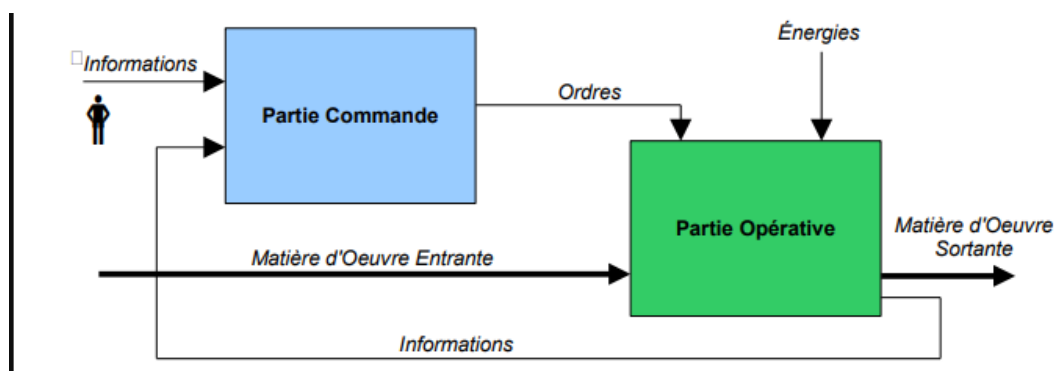 Énergies
Informations
Ordres
Partie Commande
Partie Opérative
Matière d'Oeuvre
Sortante
Matière d'Oeuvre Entrante
Informations